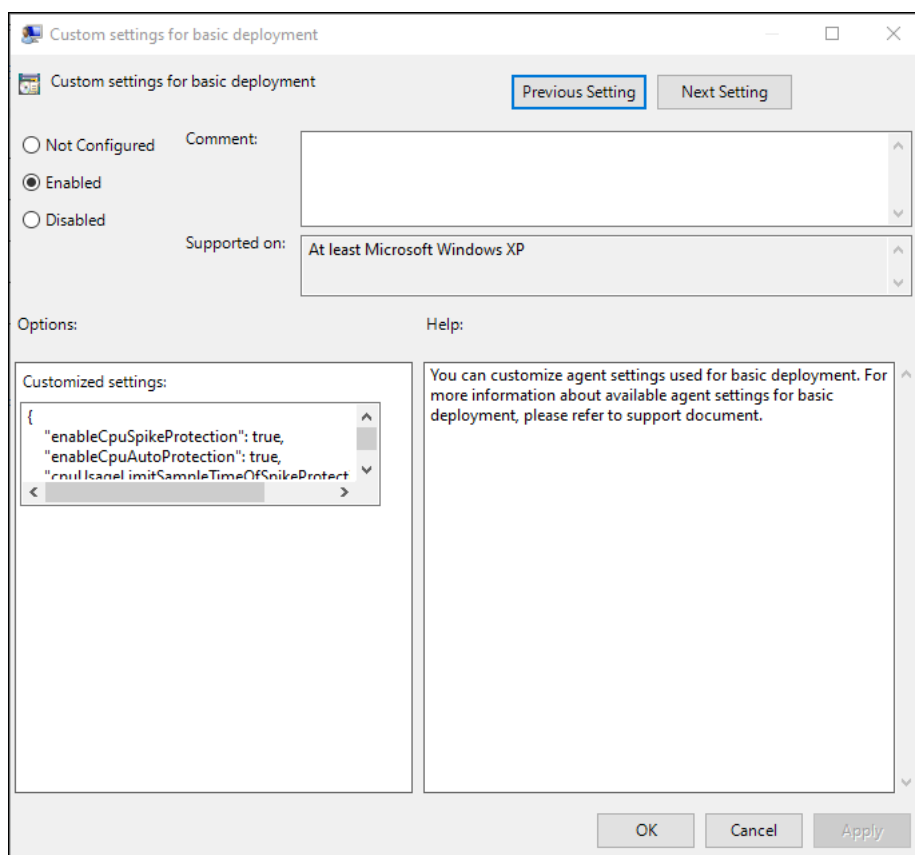 Custom settings for basic deployment
Custom settings for basic deployment
Previous Setting
Next Setting
Not Configured
Comment:
Enabled
Disabled
Supported on:
At least Microsoft Windows XP
Options:
Help:
Customized settings:
{
"enableCpuSpikeProtection": true,
"enableCpuAutoProtection": true,
"cpuUsageLimitSampleTimeOfSpikeProtect
You can customize agent settings used for basic deployment. For
more information about available agent settings for basic
deployment, please refer to support document.
OK
Cancel
Apply